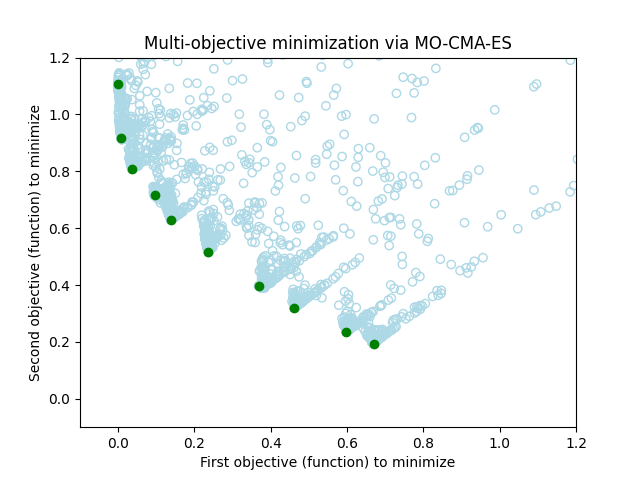 Multi-objective minimization via MO-CMA-ES
Second objective (function) to minimize
1.2
1.0
0.8
0.6
0.4
0.2
0.0
0.0 0.2 0.4 0.6 0.8 1.0 1.2
First objective (function) to minimize